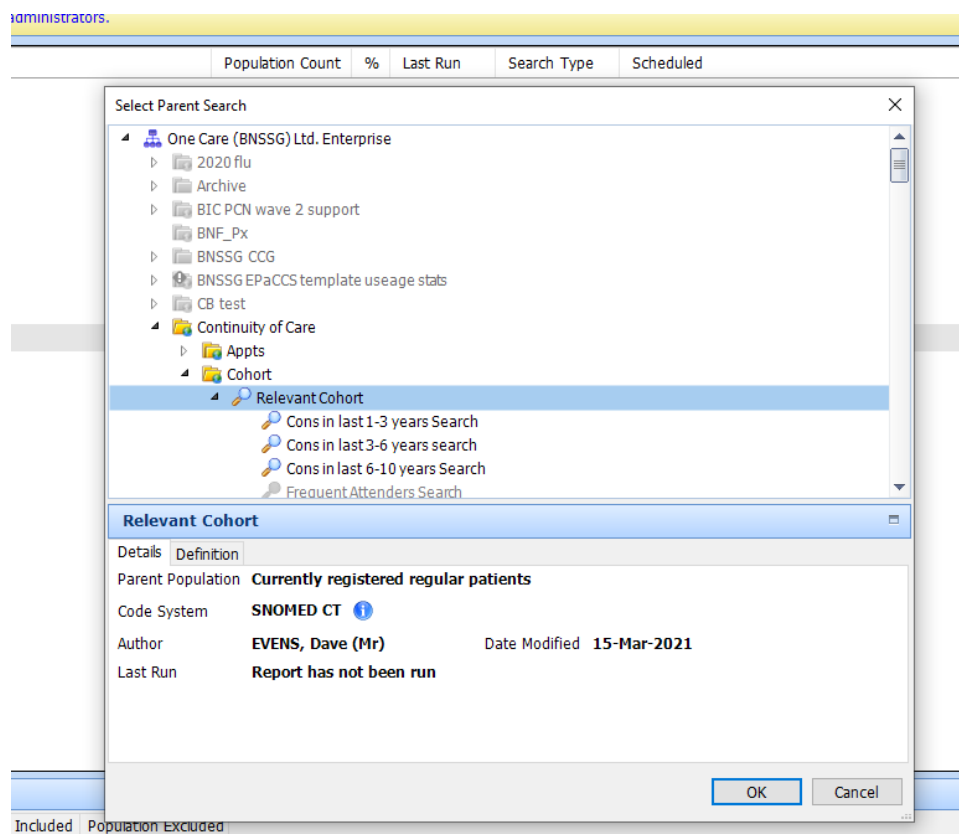 administrators.
Population Count % Last Run Search Type Scheduled
Select Parent Search
One Care (BNSSG) Ltd. Enterprise
2020 flu
Archive
BIC PCN wave 2 support
BNF_Px
BNSSG CCG
BNSSG EPaCCS template useage stats
CB test
Continuity of Care
Appts
Cohort
Relevant Cohort
Cons in last 1-3 years Search
Cons in last 3-6 years search
Cons in last 6-10 years Search
Frequent Attenders Search
Relevant Cohort
Details Definition
Parent Population Currently registered regular patients
Code System SNOMED CT
Author EVENS, Dave (Mr) Date Modified 15-Mar-2021
Last Run Report has not been run
OK Cancel
Included Population Excluded